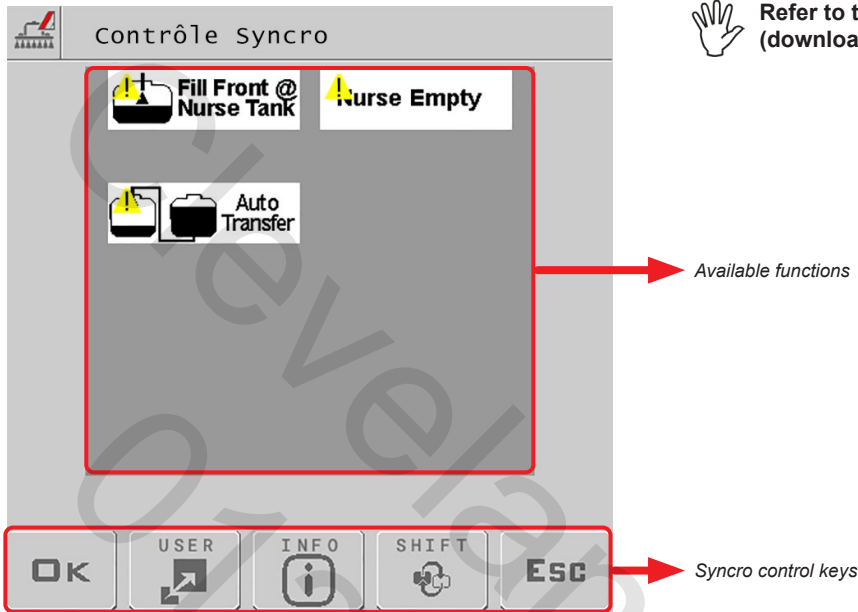 Contrôle Syncro
Refer to t
(downloa
Fill Front @
Nurse Tank
Nurse Empty
Auto
Transfer
Available functions
OK
USER
INFO
SHIFT
ESC
Syncro control keys